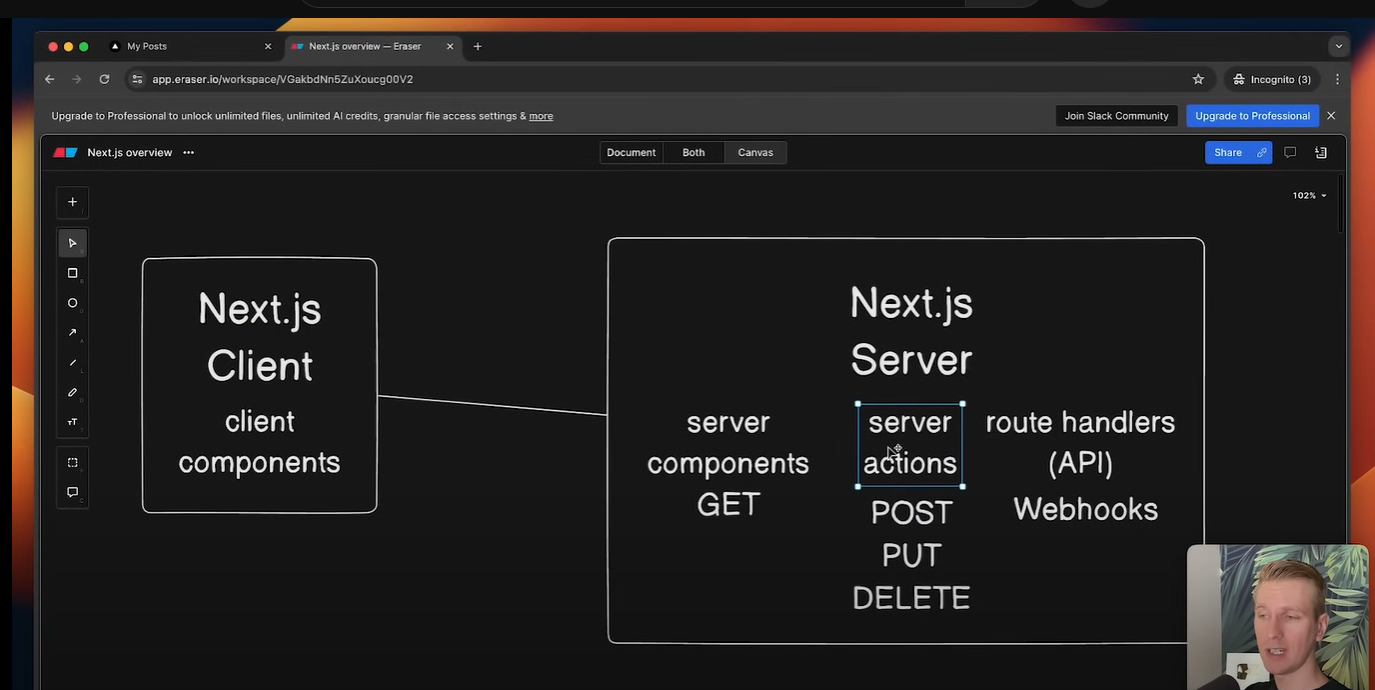 My Posts
Next.js overview — Eraser
app.eraser.io/workspace/VGakbdNn5ZuXoucg00V2
Incognito (3)
Upgrade to Professional to unlock unlimited files, unlimited AI credits, granular file access settings & more
Join Slack Community
Upgrade to Professional
Next.js overview
Document
Both
Canvas
Share
102%
Next.js
Client
client
components
Next.js
Server
server
components
GET
server
actions
POST
PUT
DELETE
route handlers
(API)
Webhooks